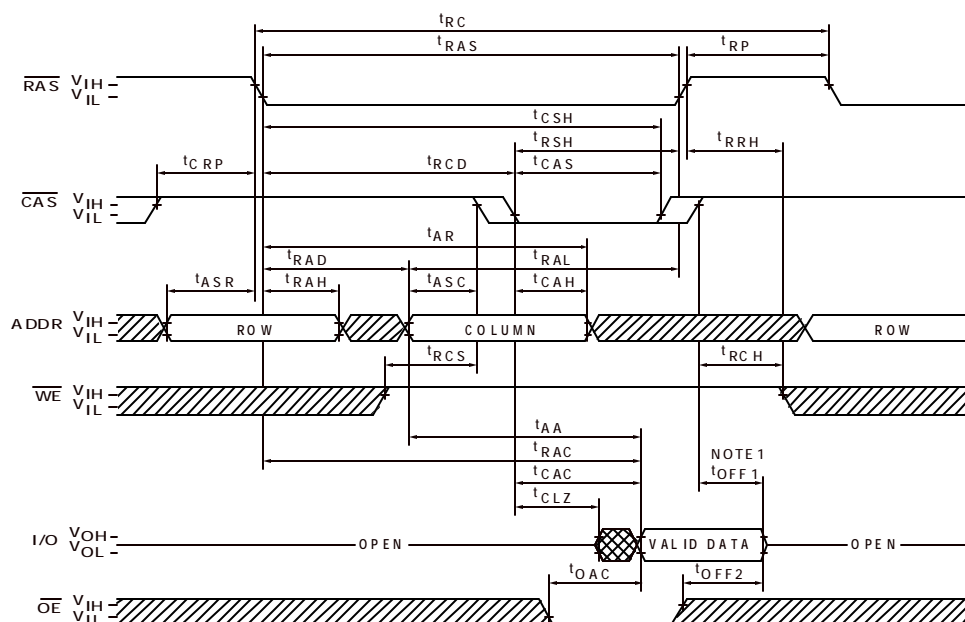 tRC
tRAS tRP
RAS VIH
VIL
tCSH
tRSH tRRH
tCRP tRCD tCAS
CAS VIH
VIL
tAR
tRAD tRAL
tASR tRAH tASC tCAH
ADDR VIH
VIL
ROW COLUMN ROW
tRCS tRCH
WE VIH
VIL
tAA
tRAC NOTE1
tCAC tOFF1
tCLZ
I/O VOH
VOL
OPEN VALID DATA OPEN
tOAC tOFF2
OE VIH
VIL